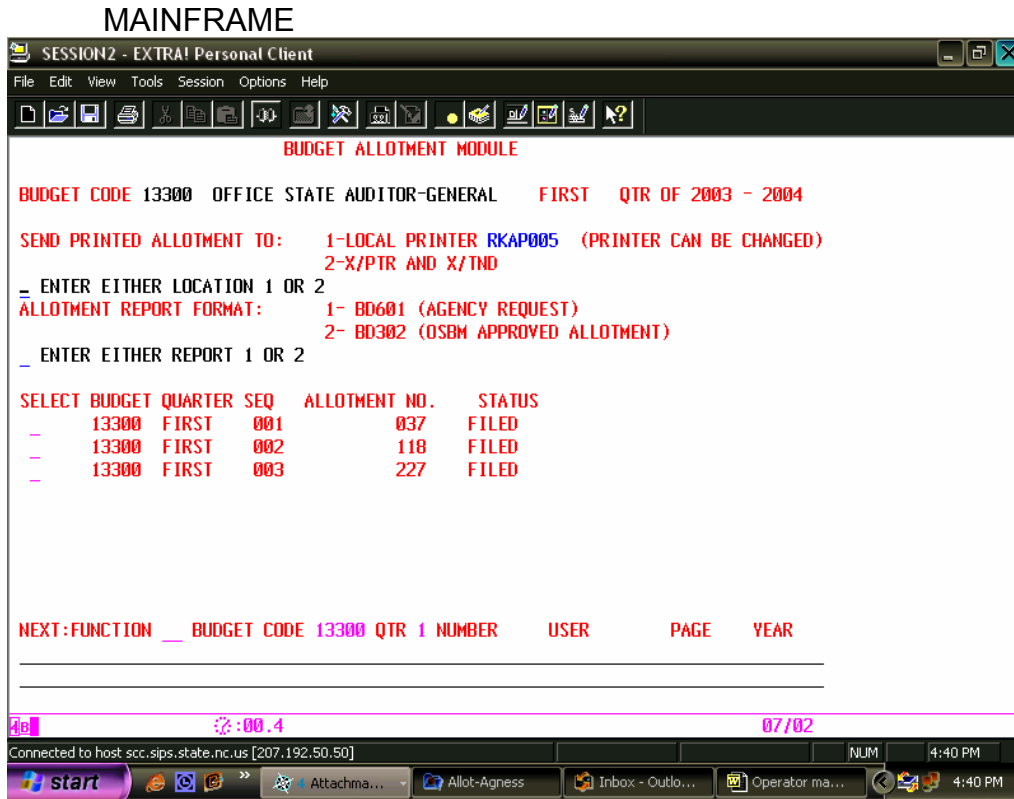 MAINFRAME
SESSION2 - EXTRA! Personal Client
File Edit View Tools Session Options Help
BUDGET ALLOTMENT MODULE
BUDGET CODE 13300 OFFICE STATE AUDITOR-GENERAL FIRST QTR OF 2003 - 2004
SEND PRINTED ALLOTMENT TO: 1-LOCAL PRINTER RKAP005 (PRINTER CAN BE CHANGED)
2-X/PTR AND X/TND
_ ENTER EITHER LOCATION 1 OR 2
ALLOTMENT REPORT FORMAT: 1- BD601 (AGENCY REQUEST)
2- BD302 (OSBM APPROVED ALLOTMENT)
_ ENTER EITHER REPORT 1 OR 2
SELECT BUDGET QUARTER SEQ ALLOTMENT NO. STATUS
_ 13300 FIRST 001 037 FILED
_ 13300 FIRST 002 118 FILED
_ 13300 FIRST 003 227 FILED
NEXT:FUNCTION __ BUDGET CODE 13300 QTR 1 NUMBER USER PAGE YEAR
4B :00.4 07/02
Connected to host scc.sips.state.nc.us [207.192.50.50] NUM 4:40 PM
start » 4 Attachma... Allot-Agness Inbox - Outlo... Operator ma... 4:40 PM